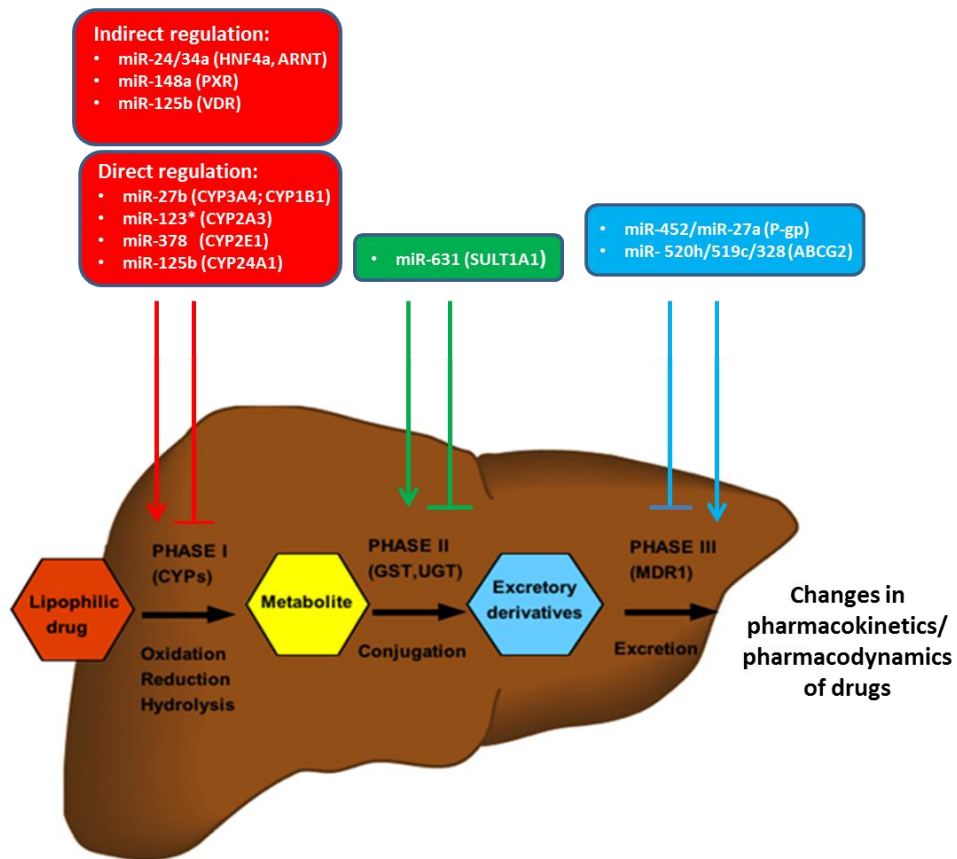 Indirect regulation:
• miR-24/34a (HNF4a, ARNT)
• miR-148a (PXR)
• miR-125b (VDR)
Direct regulation:
• miR-27b (CYP3A4; CYP1B1)
• miR-123* (CYP2A3)
• miR-378 (CYP2E1)
• miR-125b (CYP24A1)
• miR-631 (SULT1A1)
• miR-452/miR-27a (P-gp)
• miR- 520h/519c/328 (ABCG2)
Lipophilic
drug
PHASE I
(CYPs)
Oxidation
Reduction
Hydrolysis
Metabolite
PHASE II
(GST,UGT)
Conjugation
Excretory
derivatives
PHASE III
(MDR1)
Excretion
Changes in
pharmacokinetics/
pharmacodynamics
of drugs